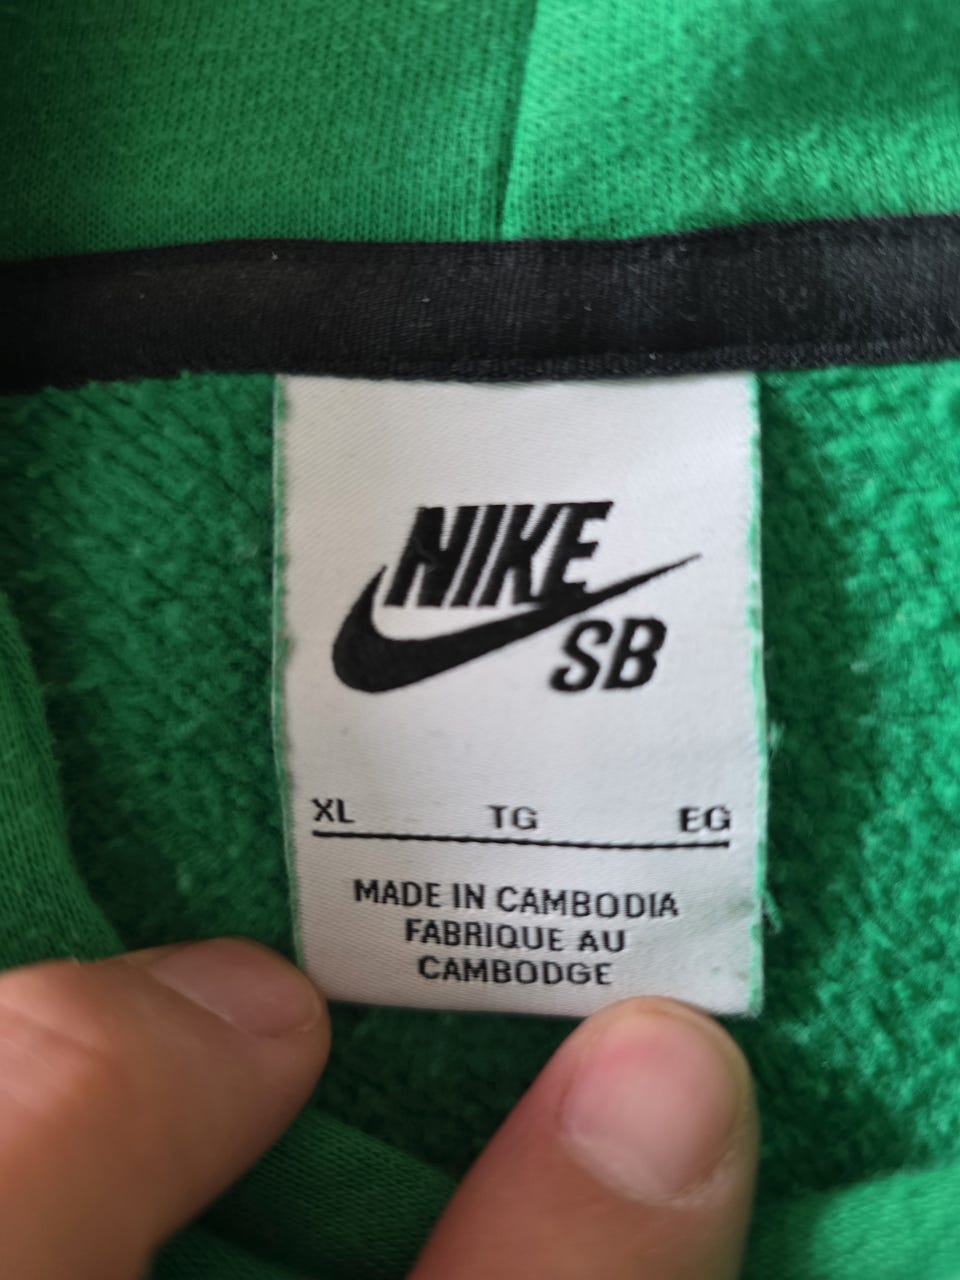 NIKE
SB
XL TG EG
MADE IN CAMBODIA
FABRIQUE AU
CAMBODGE